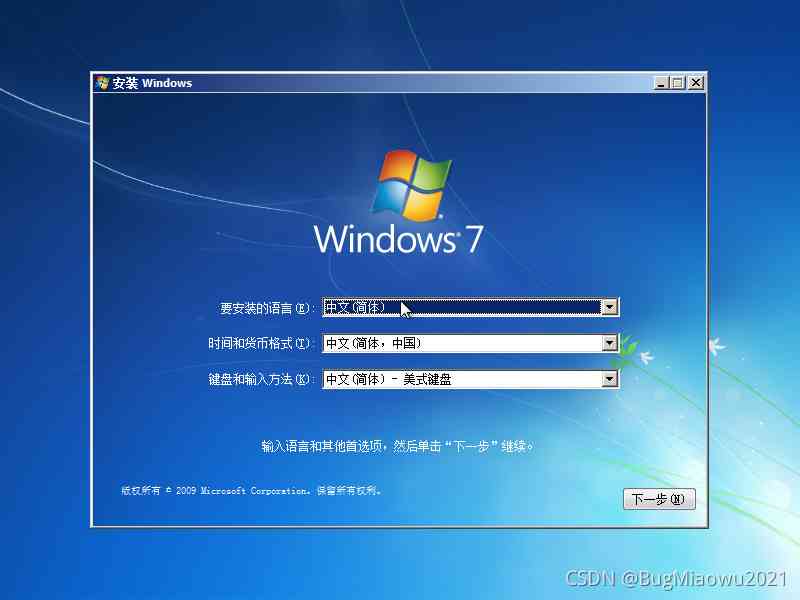 安装 Windows
Windows 7
要安装的语言(E): 中文(简体)
时间和货币格式(T): 中文(简体，中国)
键盘和输入方法(K): 中文(简体) - 美式键盘
输入语言和其他首选项，然后单击“下一步”继续。
版权所有 © 2009 Microsoft Corporation。保留所有权利。
下一步(N)
CSDN @BugMiaowu2021